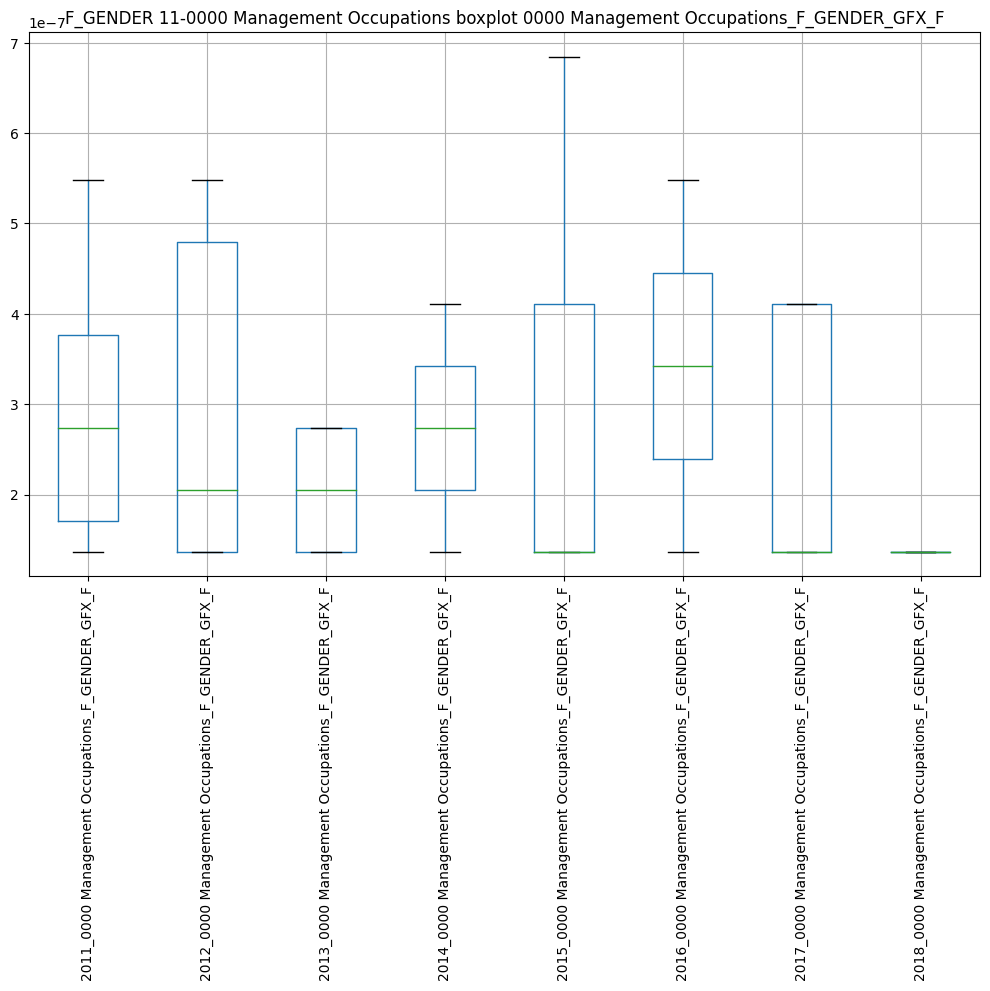 F_GENDER 11-0000 Management Occupations boxplot 0000 Management Occupations_F_GENDER_GFX_F
1e−7
7
6
5
4
3
2
2011_0000 Management Occupations_F_GENDER_GFX_F
2012_0000 Management Occupations_F_GENDER_GFX_F
2013_0000 Management Occupations_F_GENDER_GFX_F
2014_0000 Management Occupations_F_GENDER_GFX_F
2015_0000 Management Occupations_F_GENDER_GFX_F
2016_0000 Management Occupations_F_GENDER_GFX_F
2017_0000 Management Occupations_F_GENDER_GFX_F
2018_0000 Management Occupations_F_GENDER_GFX_F